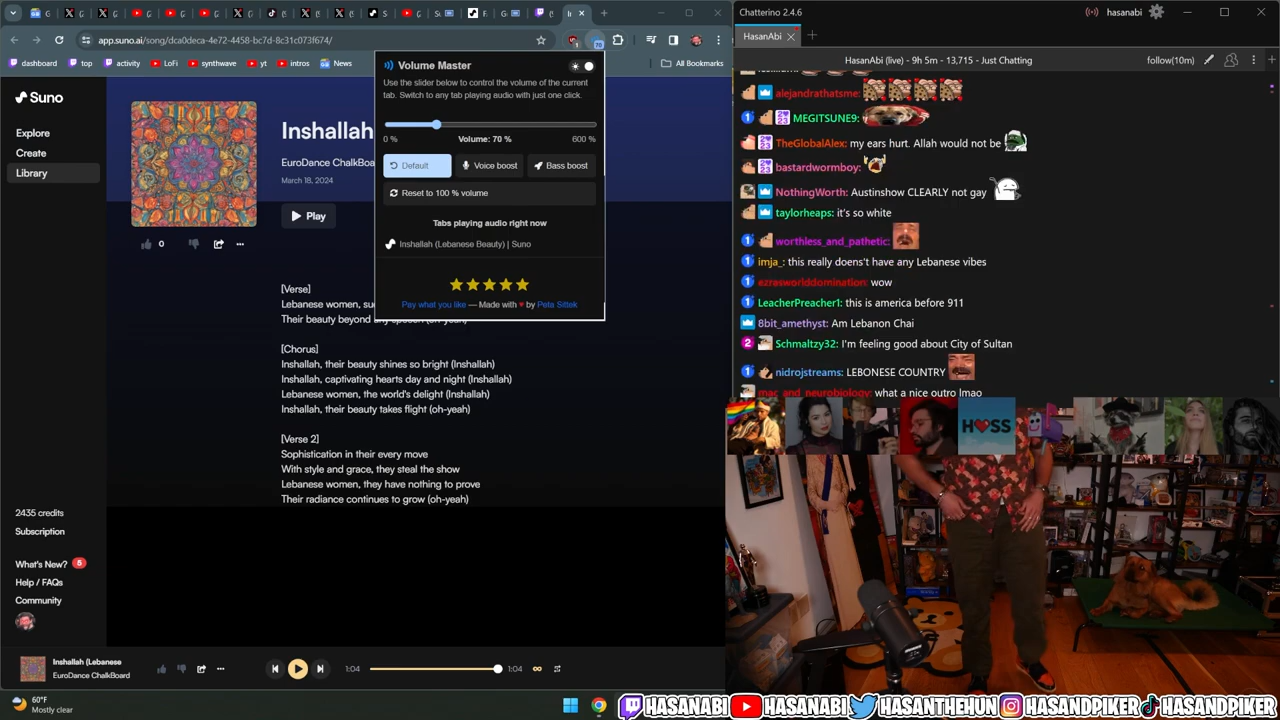 app.suno.ai/song/dca0deca-4e72-4458-bc7d-8c31c073f674/
dashboard
top
activity
LoFi
synthwave
yt
intros
News
All Bookmarks
Suno
Explore
Create
Library
Inshallah
EuroDance ChalkBoa
March 18, 2024
Play
0
[Verse]
Lebanese women, su
Their beauty beyond any speech (oh-yeah)
[Chorus]
Inshallah, their beauty shines so bright (Inshallah)
Inshallah, captivating hearts day and night (Inshallah)
Lebanese women, the world's delight (Inshallah)
Inshallah, their beauty takes flight (oh-yeah)
[Verse 2]
Sophistication in their every move
With style and grace, they steal the show
Lebanese women, they have nothing to prove
Their radiance continues to grow (oh-yeah)
2435 credits
Subscription
What's New? 5
Help / FAQs
Community
Inshallah (Lebanese
EuroDance ChalkBoard
1:04
1:04
60°F
Mostly clear
Volume Master
Use the slider below to control the volume of the current
tab. Switch to any tab playing audio with just one click.
0 %
Volume: 70 %
600 %
Default
Voice boost
Bass boost
Reset to 100 % volume
Tabs playing audio right now
Inshallah (Lebanese Beauty) | Suno
Pay what you like — Made with ♥ by Peta Sittek
Chatterino 2.4.6
hasanabi
HasanAbi
HasanAbi (live) - 9h 5m - 13,715 - Just Chatting
follow(10m)
alejandrathatsme:
MEGITSUNE9:
TheGlobalAlex: my ears hurt. Allah would not be
bastardwormboy:
NothingWorth: Austinshow CLEARLY not gay
taylorheaps: it's so white
worthless_and_pathetic:
imja_: this really doens't have any Lebanese vibes
ezrasworlddomination: wow
LeacherPreacher1: this is america before 911
8bit_amethyst: Am Lebanon Chai
Schmaltzy32: I'm feeling good about City of Sultan
nidrojstreams: LEBONESE COUNTRY
mac_and_neurobiology: what a nice outro lmao
H SS
HASANABI
HASANABI
HASANTHEHUN
HASANDPIKER
HASANDPIKER